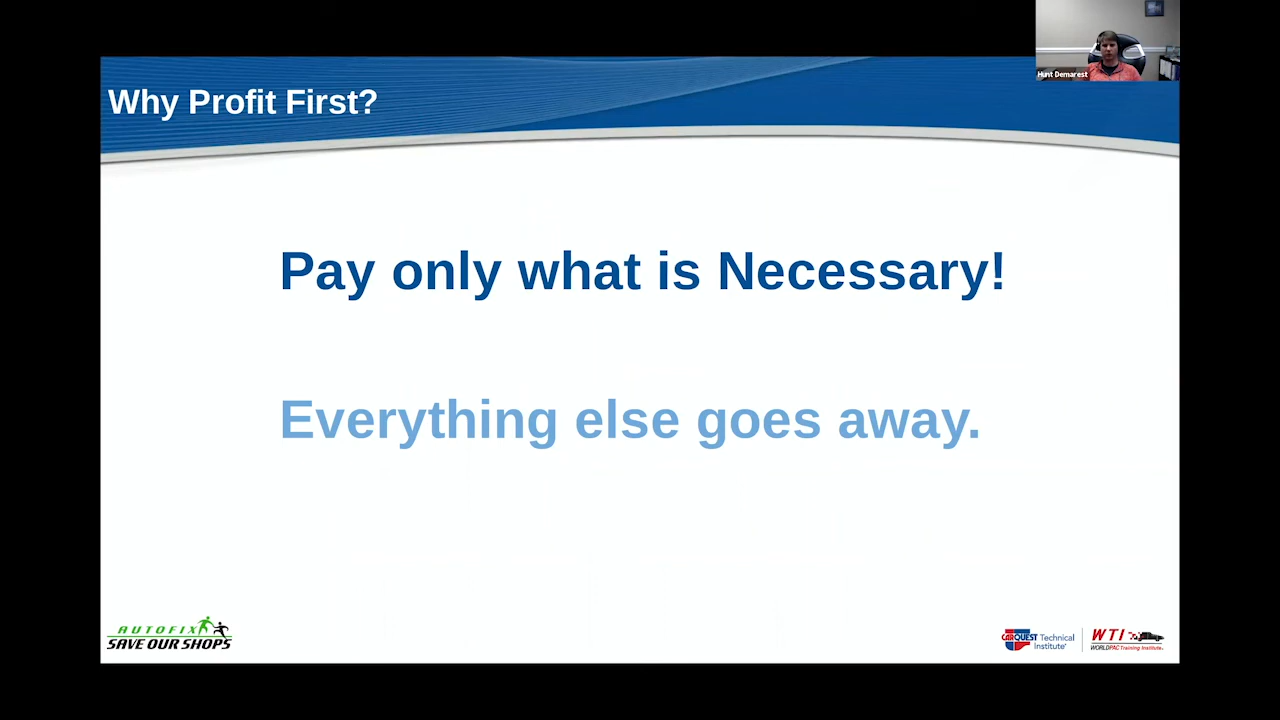 Hunt Demarest
Why Profit First?
Pay only what is Necessary!
Everything else goes away.
AUTOFIX
SAVE OUR SHOPS
CARQUEST Technical
Institute
WTI
WORLDPAC Training Institute